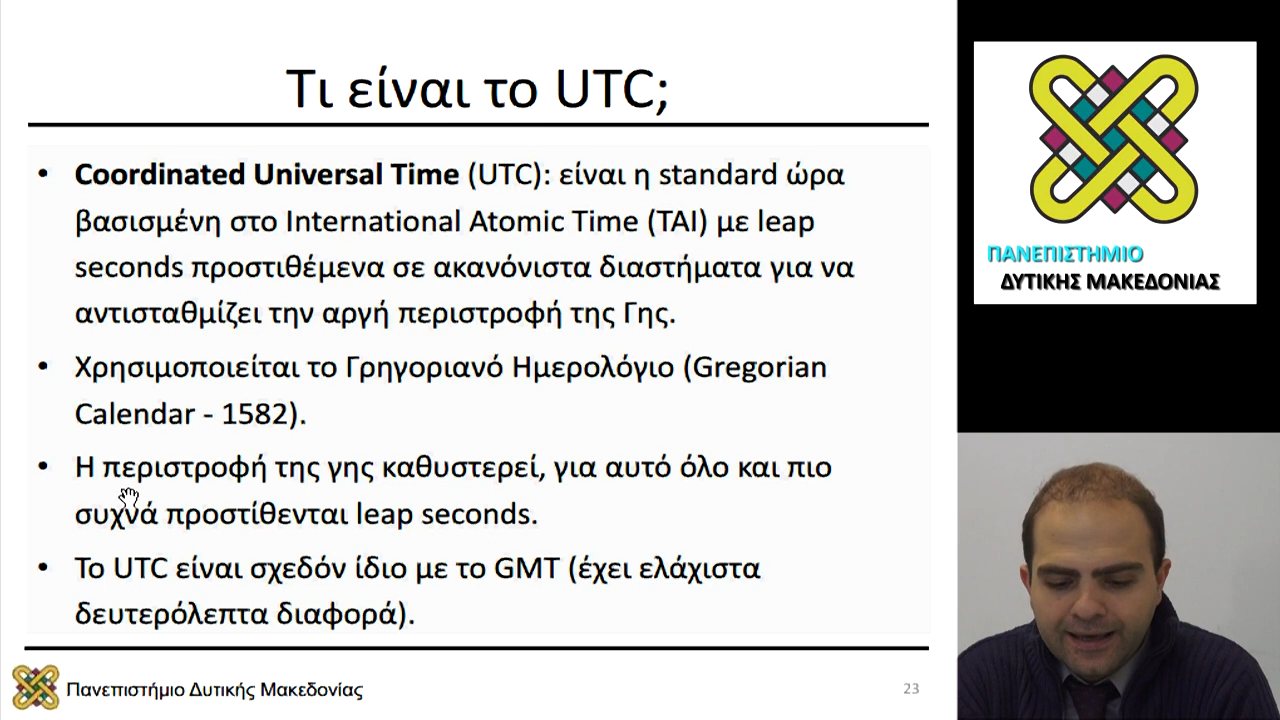 Τι είναι το UTC;
• Coordinated Universal Time (UTC): είναι η standard ώρα
βασισμένη στο International Atomic Time (TAI) με leap
seconds προστιθέμενα σε ακανόνιστα διαστήματα για να
αντισταθμίζει την αργή περιστροφή της Γης.
• Χρησιμοποιείται το Γρηγοριανό Ημερολόγιο (Gregorian
Calendar - 1582).
• Η περιστροφή της γης καθυστερεί, για αυτό όλο και πιο
συχνά προστίθενται leap seconds.
• Το UTC είναι σχεδόν ίδιο με το GMT (έχει ελάχιστα
δευτερόλεπτα διαφορά).
Πανεπιστήμιο Δυτικής Μακεδονίας
23
ΠΑΝΕΠΙΣΤΗΜΙΟ
ΔΥΤΙΚΗΣ ΜΑΚΕΔΟΝΙΑΣ